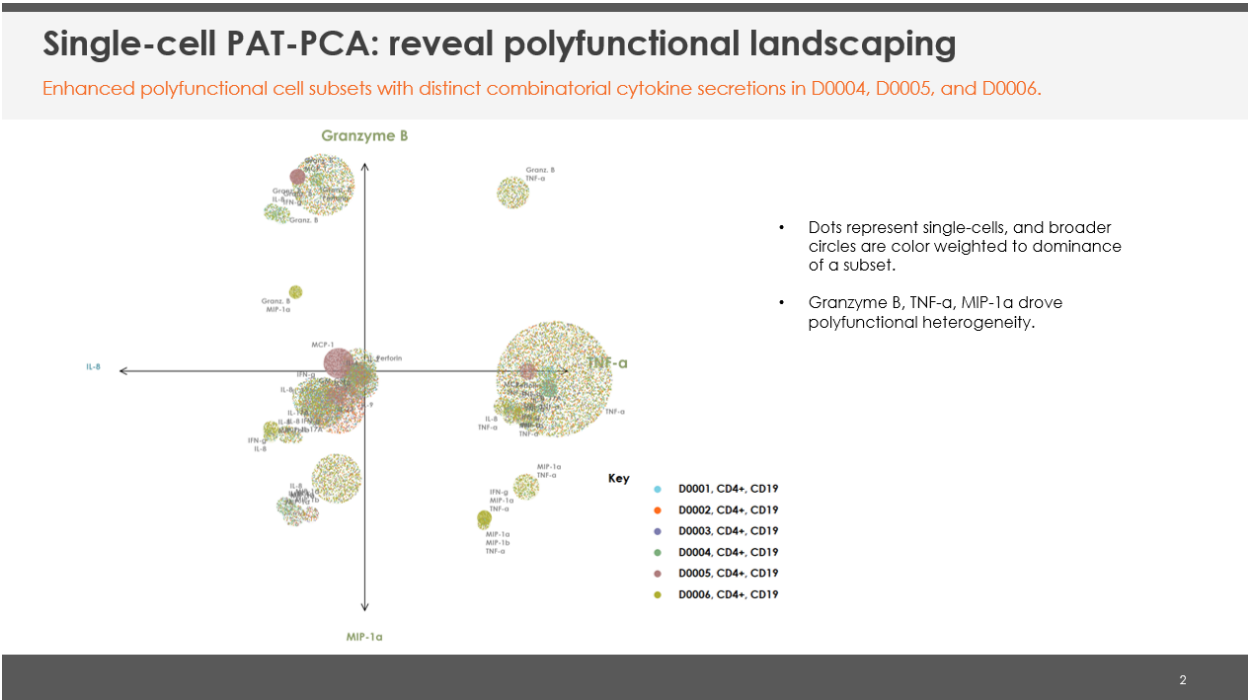 Single-cell PAT-PCA: reveal polyfunctional landscaping
Enhanced polyfunctional cell subsets with distinct combinatorial cytokine secretions in D0004, D0005, and D0006.
Granzyme B
Granz. B
TNF-a
Granz. B
Granz. B
MIP-1a
MCP-1
Perforin
IL-8
TNF-a
IFN-g
TNF-a
IL-8
TNF-a
TNF-a
IFN-g
IL-8
MIP-1a
TNF-a
IL-8
IFN-g
MIP-1a
TNF-a
MIP-1a
MIP-1b
TNF-a
MIP-1a
• Dots represent single-cells, and broader
circles are color weighted to dominance
of a subset.
• Granzyme B, TNF-a, MIP-1a drove
polyfunctional heterogeneity.
Key
D0001, CD4+, CD19
D0002, CD4+, CD19
D0003, CD4+, CD19
D0004, CD4+, CD19
D0005, CD4+, CD19
D0006, CD4+, CD19
2